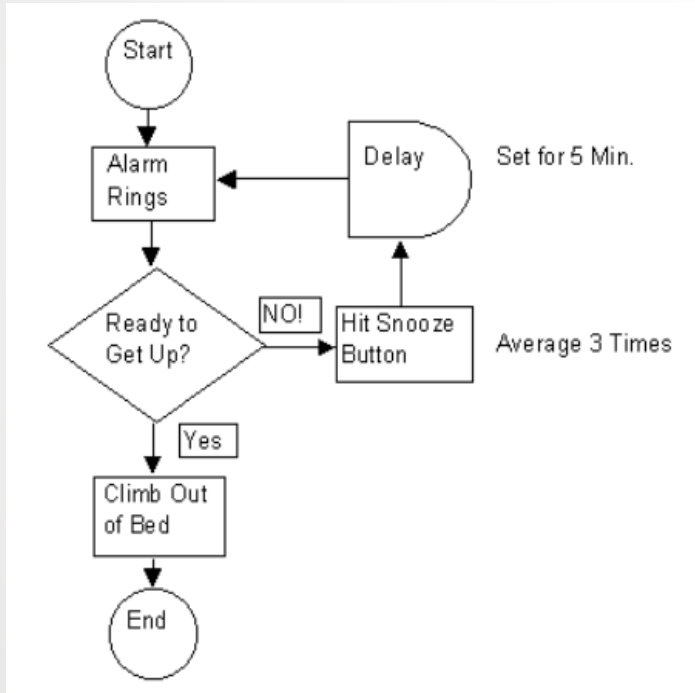 Start
Alarm
Rings
Delay
Set for 5 Min.
Ready to
Get Up?
NO!
Hit Snooze
Button
Average 3 Times
Yes
Climb Out
of Bed
End